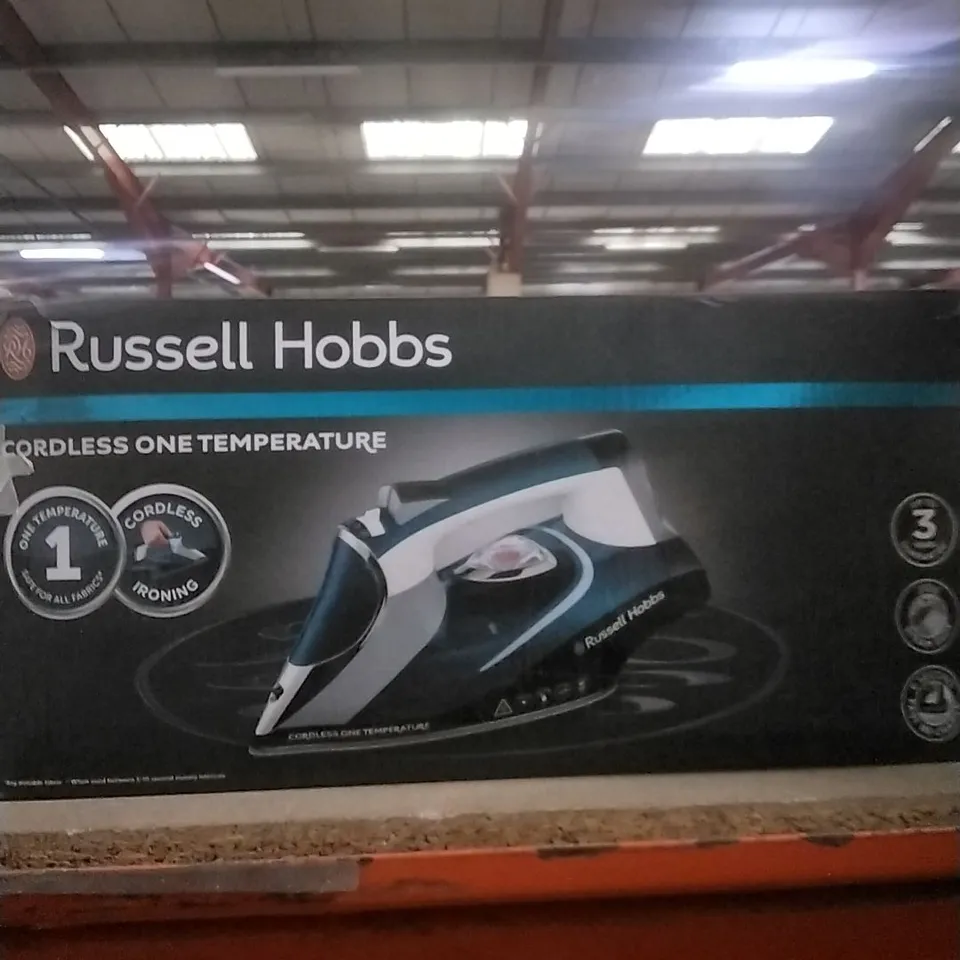 Russell Hobbs
CORDLESS ONE TEMPERATURE
ONE TEMPERATURE
1
SAFE FOR ALL FABRICS*
CORDLESS
IRONING
3
Russell Hobbs
CORDLESS ONE TEMPERATURE